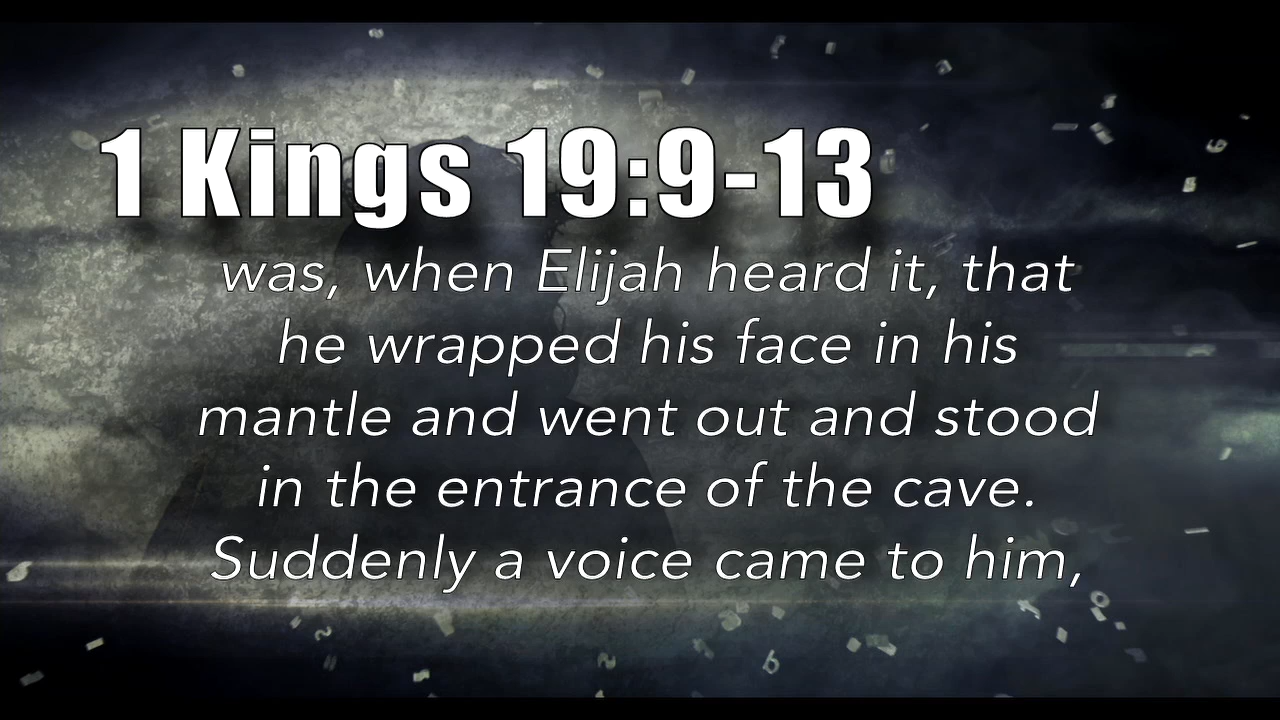 1 Kings 19:9-13
was, when Elijah heard it, that
he wrapped his face in his
mantle and went out and stood
in the entrance of the cave.
Suddenly a voice came to him,